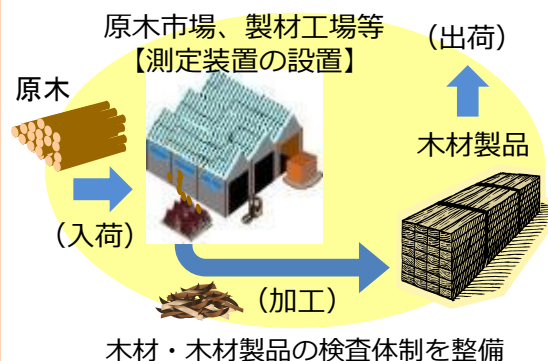 原木市場、製材工場等
【測定装置の設置】
（出荷）
原木
木材製品
（入荷）
（加工）
木材・木材製品の検査体制を整備